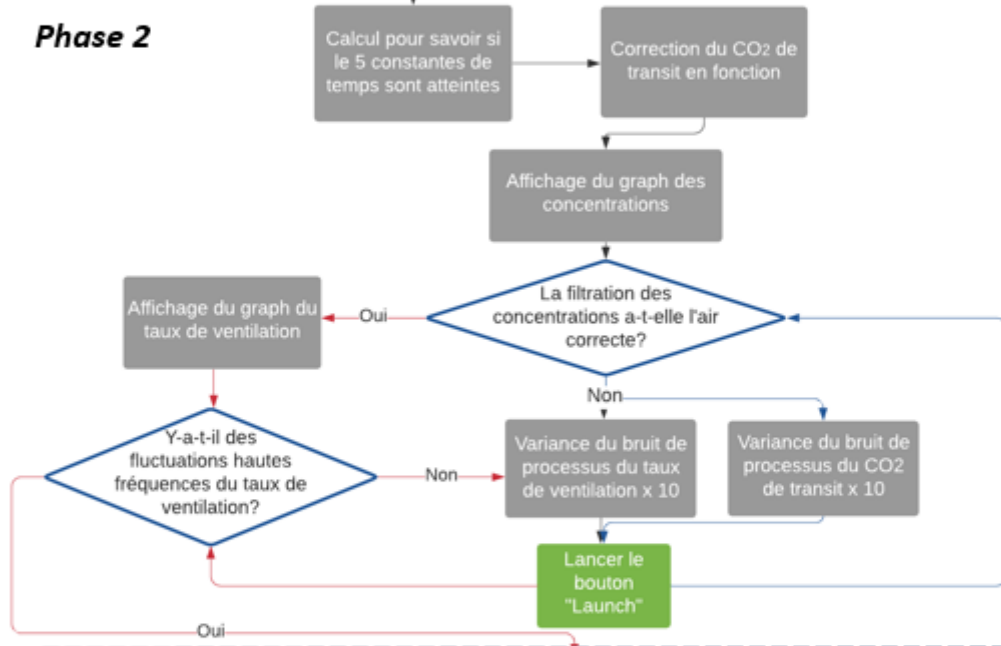 Phase 2
Calcul pour savoir si
le 5 constantes de
temps sont atteintes
Correction du CO2 de
transit en fonction
Affichage du graph des
concentrations
La filtration des
concentrations a-t-elle l'air
correcte?
Oui
Affichage du graph du
taux de ventilation
Non
Y-a-t-il des
fluctuations hautes
fréquences du taux de
ventilation?
Non
Variance du bruit de
processus du taux
de ventilation x 10
Variance du bruit de
processus du CO2
de transit x 10
Lancer le
bouton
"Launch"
Oui